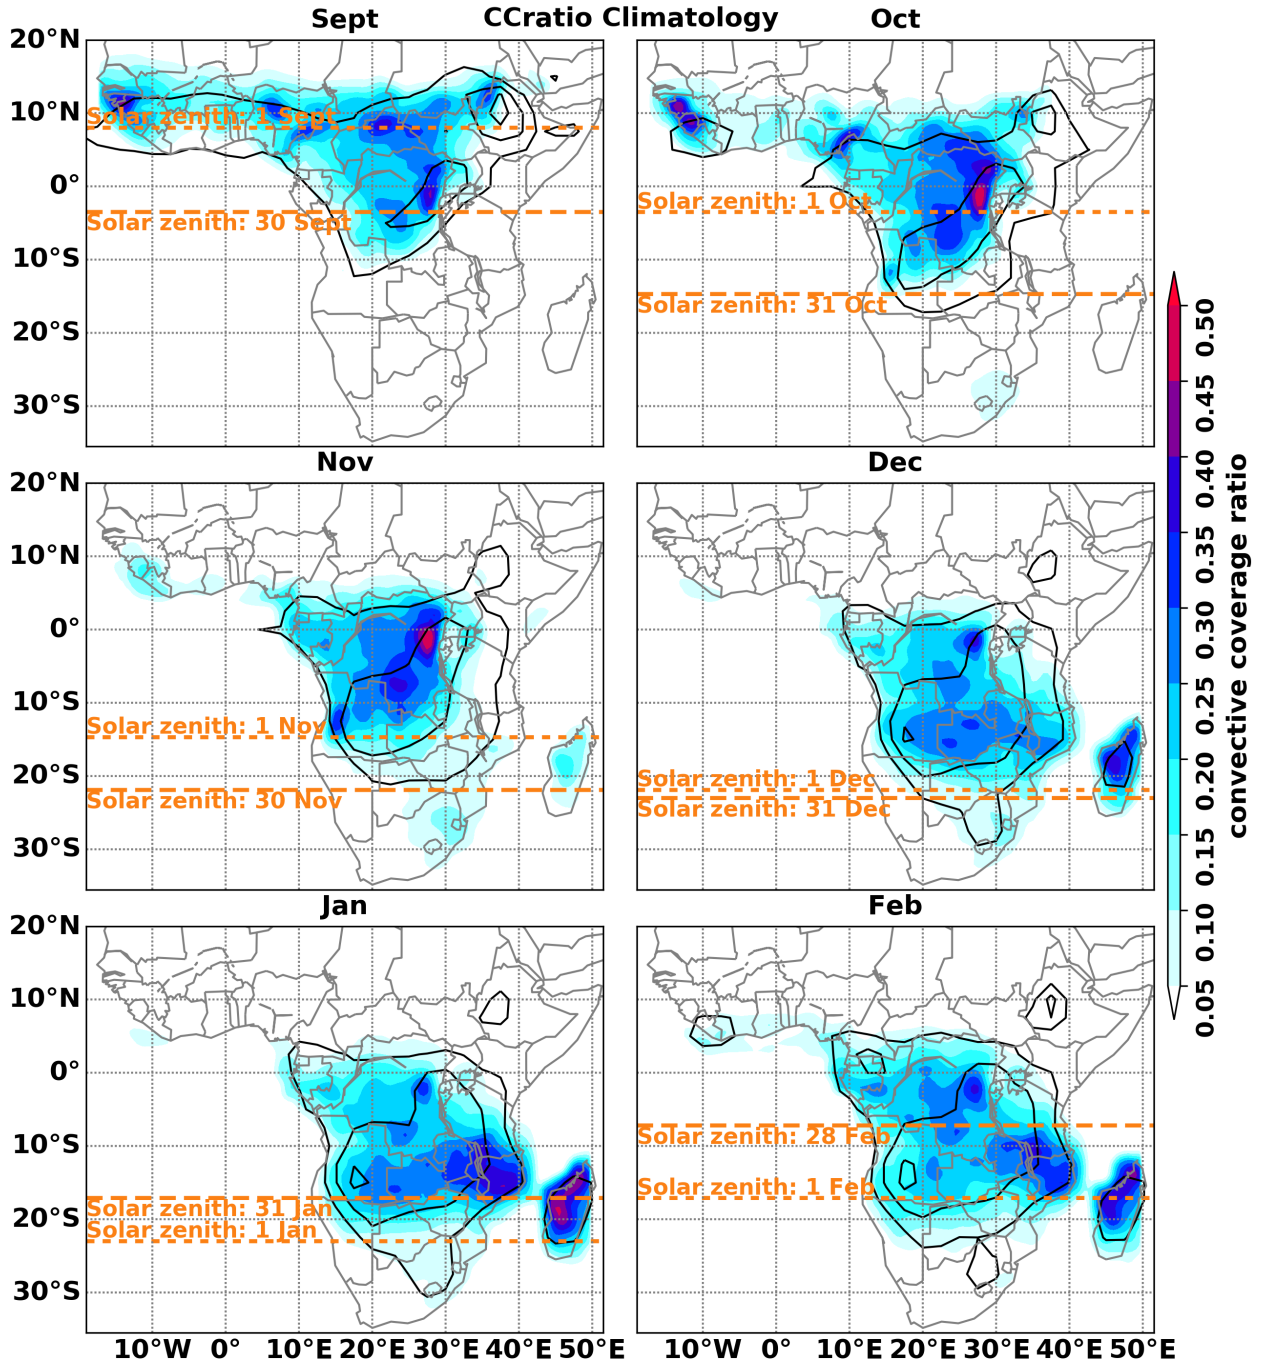 CCratio Climatology
Sept
Oct
20°N
10°N
0°
10°S
20°S
30°S
Solar zenith: 1 Sept
Solar zenith: 30 Sept
Solar zenith: 1 Oct
Solar zenith: 31 Oct
Nov
Dec
20°N
10°N
0°
10°S
20°S
30°S
Solar zenith: 1 Nov
Solar zenith: 30 Nov
Solar zenith: 1 Dec
Solar zenith: 31 Dec
Jan
Feb
20°N
10°N
0°
10°S
20°S
30°S
Solar zenith: 31 Jan
Solar zenith: 1 Jan
Solar zenith: 28 Feb
Solar zenith: 1 Feb
10°W 0° 10°E 20°E 30°E 40°E 50°E
10°W 0° 10°E 20°E 30°E 40°E 50°E
0.50
0.45
0.40
0.35
0.30
0.25
0.20
0.15
0.10
0.05
convective coverage ratio